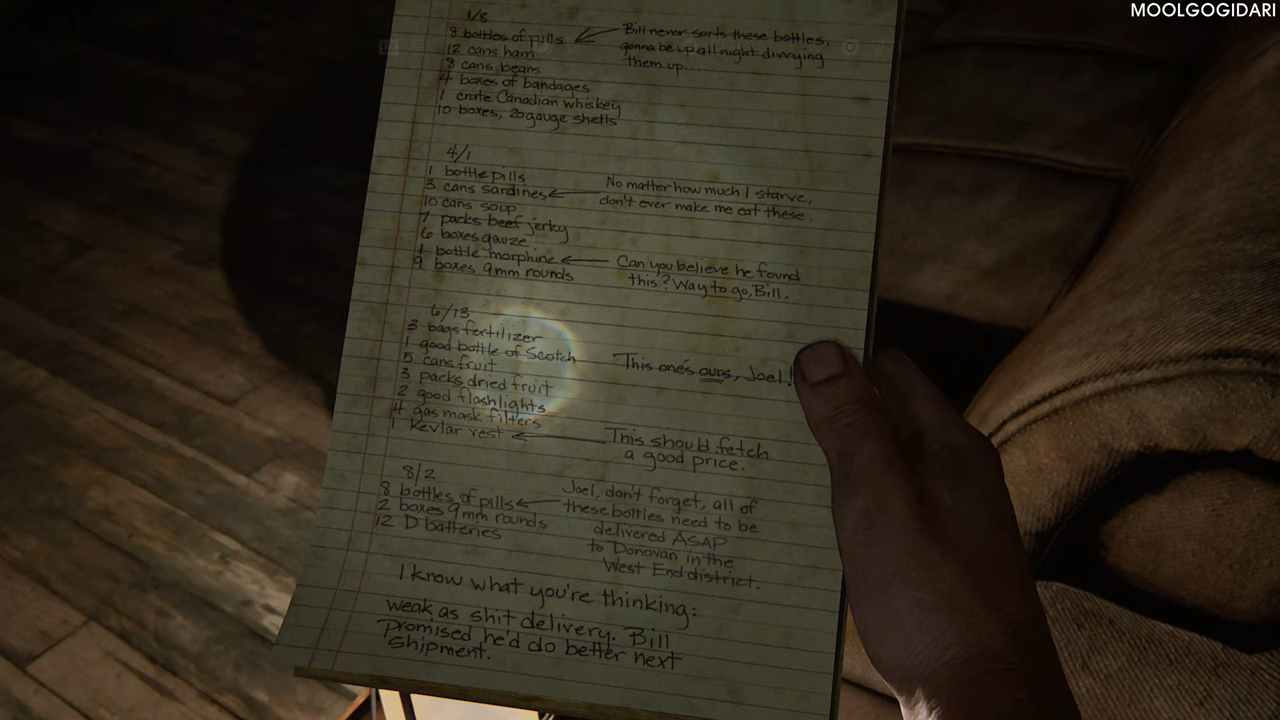 MOOLGOGIDARI
1/8
8 bottles of pills
12 cans ham
8 cans beans
4 boxes of bandages
1 crate Canadian whiskey
10 boxes, 20 gauge shells
Bill never sorts these bottles,
gonna be up all night divvying
them up....
4/1
1 bottle pills
3 cans sardines
10 cans soup
7 packs beef jerky
6 boxes gauze
1 bottle morphine
9 boxes 9mm rounds
No matter how much I starve,
don't ever make me eat these.
Can you believe he found
this? Way to go, Bill.
6/13
3 bags fertilizer
1 good bottle of Scotch
5 cans fruit
3 packs dried fruit
2 good flashlights
4 gas mask filters
1 Kevlar vest
This one's ours, Joel!
This should fetch
a good price.
8/2
8 bottles of pills
2 boxes 9mm rounds
12 D batteries
Joel, don't forget, all of
these bottles need to be
delivered ASAP
to Donovan in the
West End district.
I know what you're thinking:
weak as shit delivery. Bill
promised he'd do better next
shipment.